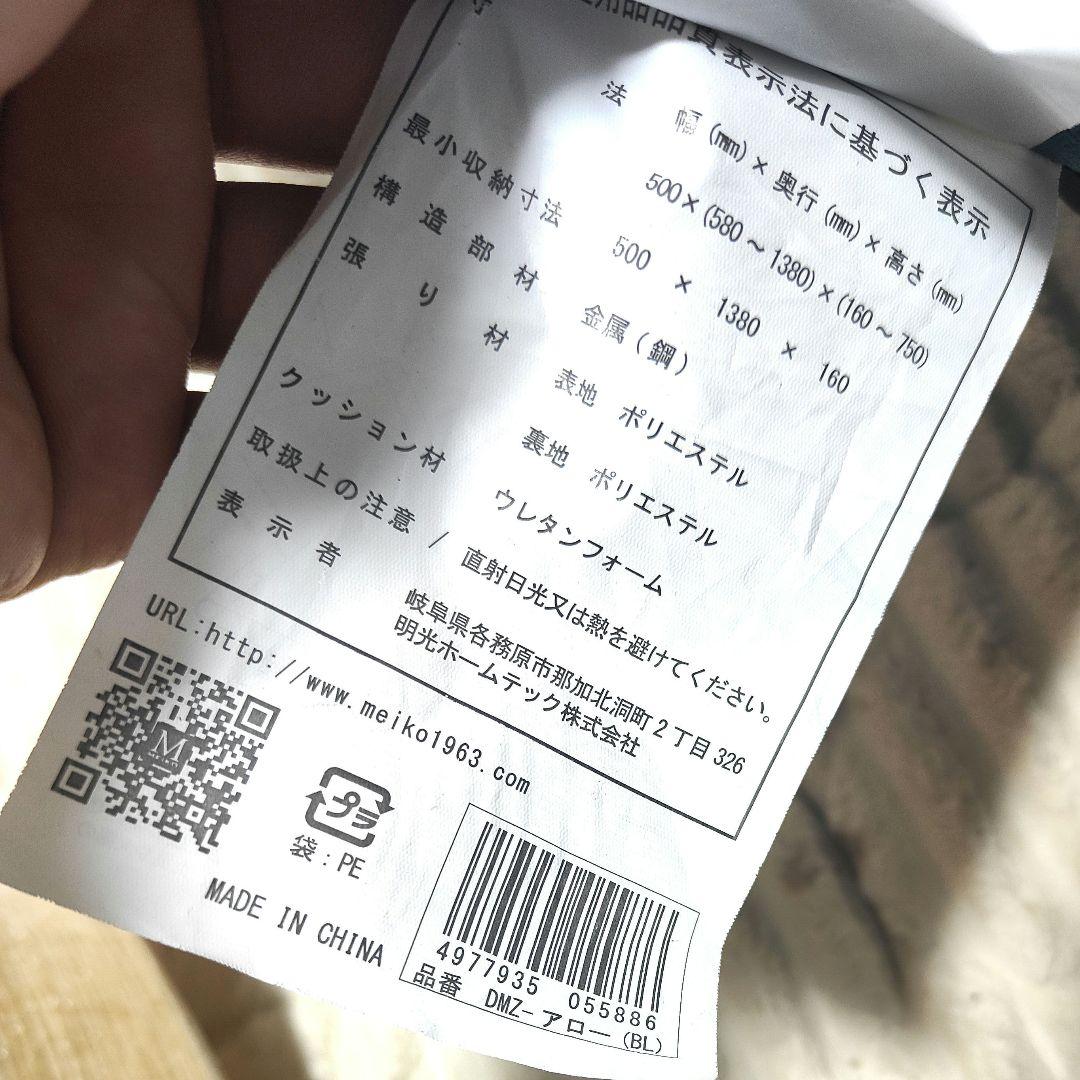 用品品質表示法に基づく表示
寸 法 幅(mm)×奥行(mm)×高さ(mm)
500×(580～1380)×(160～750)
最小収納寸法 500 × 1380 × 160
構造部材 金属(鋼)
張り材 表地 ポリエステル
裏地 ポリエステル
クッション材 ウレタンフォーム
取扱上の注意/直射日光又は熱を避けてください。
表示者 岐阜県各務原市那加北洞町2丁目326
明光ホームテック株式会社
URL:http://www.meiko1963.com
M
プラ
袋:PE
MADE IN CHINA
4977935 055886
品番 DMZ-アロー(BL)